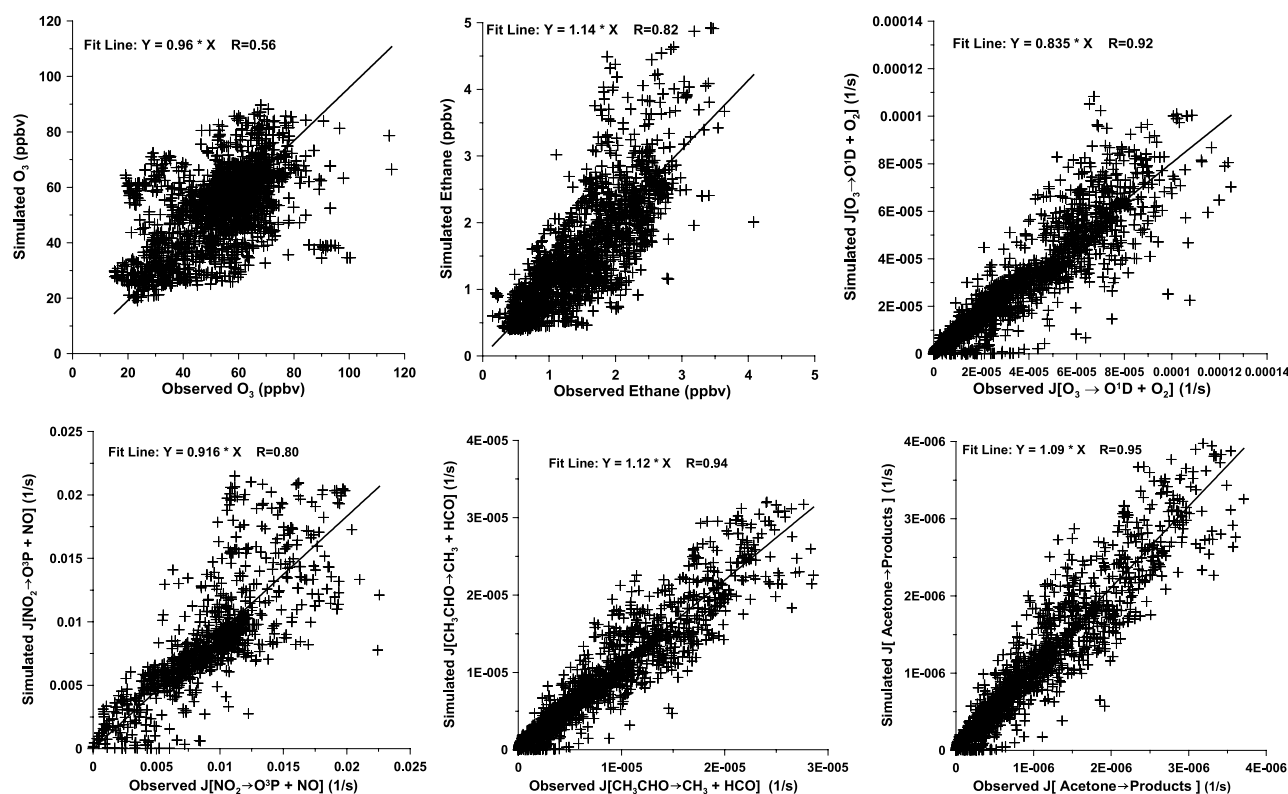 Fit Line: Y = 0.96 * X R=0.56
Simulated O₃ (ppbv)
120
100
80
60
40
20
0
0 20 40 60 80 100 120
Observed O₃ (ppbv)
Fit Line: Y = 1.14 * X R=0.82
Simulated Ethane (ppbv)
5
4
3
2
1
0
0 1 2 3 4 5
Observed Ethane (ppbv)
Fit Line: Y = 0.835 * X R=0.92
Simulated J[O₃→O¹D + O₂] (1/s)
0.00014
0.00012
0.0001
8E-005
6E-005
4E-005
2E-005
0
0 2E-005 4E-005 6E-005 8E-005 0.0001 0.00012 0.00014
Observed J[O₃ → O¹D + O₂] (1/s)
Fit Line: Y = 0.916 * X R=0.80
Simulated J[NO₂→O³P + NO] (1/s)
0.025
0.02
0.015
0.01
0.005
0
0 0.005 0.01 0.015 0.02 0.025
Observed J[NO₂→O³P + NO] (1/s)
Fit Line: Y = 1.12 * X R=0.94
Simulated J[CH₃CHO→CH₃ + HCO] (1/s)
4E-005
3E-005
2E-005
1E-005
0
0 1E-005 2E-005 3E-005
Observed J[CH₃CHO→CH₃ + HCO] (1/s)
Fit Line: Y = 1.09 * X R=0.95
Simulated J[ Acetone→Products ] (1/s)
4E-006
3E-006
2E-006
1E-006
0
0 1E-006 2E-006 3E-006 4E-006
Observed J[ Acetone→Products ] (1/s)